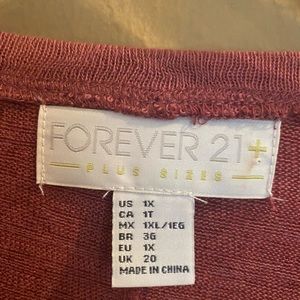 FOREVER 21+
PLUS SIZES
US 1X
CA 1T
MX 1XL/1EG
BR 3G
EU 1X
UK 20
MADE IN CHINA